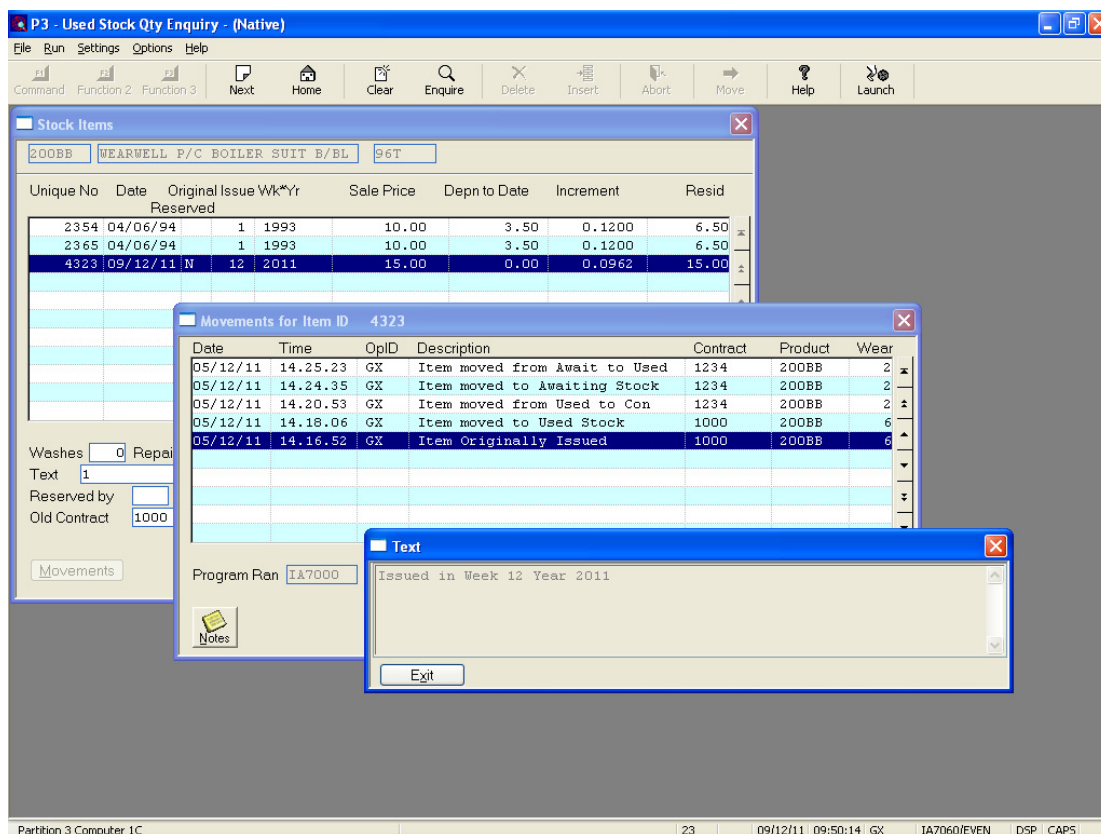 P3 - Used Stock Qty Enquiry - (Native)
File Run Settings Options Help
F1 F2 F3
Command Function 2 Function 3 Next Home Clear Enquire Delete Insert Abort Move Help Launch
Stock Items
200BB WEARWELL P/C BOILER SUIT B/BL 96T
Unique No Date Original Issue Wk*Yr Sale Price Depn to Date Increment Resid
Reserved
2354 04/06/94 1 1993 10.00 3.50 0.1200 6.50
2365 04/06/94 1 1993 10.00 3.50 0.1200 6.50
4323 09/12/11 N 12 2011 15.00 0.00 0.0962 15.00
Washes 0 Repai
Text 1
Reserved by
Old Contract 1000
Movements
Movements for Item ID 4323
Date Time OpID Description Contract Product Wear
05/12/11 14.25.23 GX Item moved from Await to Used 1234 200BB 2
05/12/11 14.24.35 GX Item moved to Awaiting Stock 1234 200BB 2
05/12/11 14.20.53 GX Item moved from Used to Con 1234 200BB 2
05/12/11 14.18.06 GX Item moved to Used Stock 1000 200BB 6
05/12/11 14.16.52 GX Item Originally Issued 1000 200BB 6
Program Ran IA7000
Notes
Text
Issued in Week 12 Year 2011
Exit
Partition 3 Computer 1C 23 09/12/11 09:50:14 GX IA7060/EVEN DSP CAPS